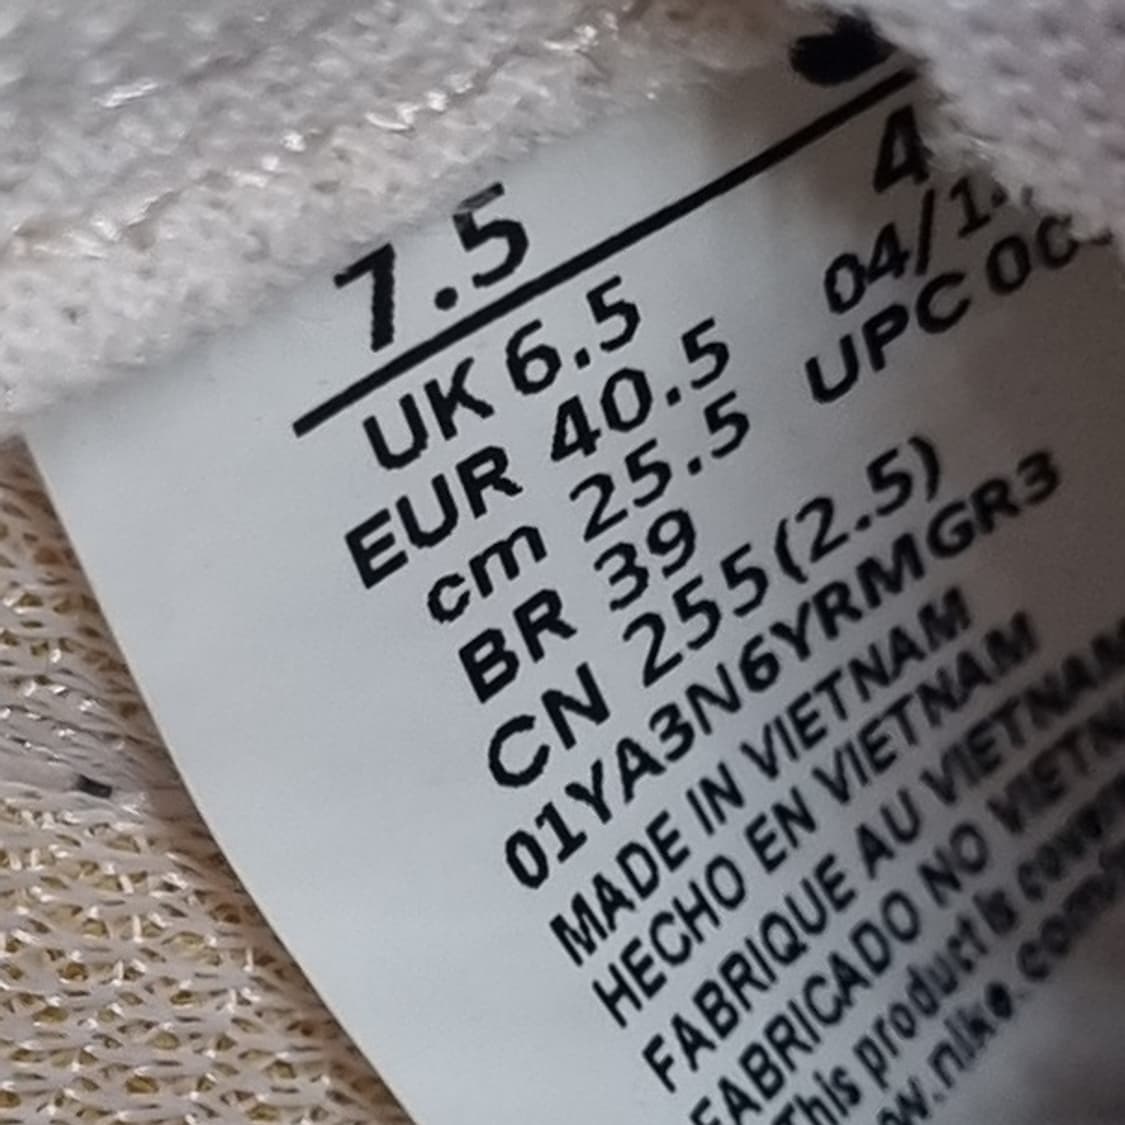 7.5
UK 6.5
EUR 40.5
cm 25.5
BR 39
CN 255(2.5)
01YA3N6YRMGR3
MADE IN VIETNAM
HECHO EN VIETNAM
FABRIQUE AU VIETNAM
FABRICADO NO
This product is
UPC